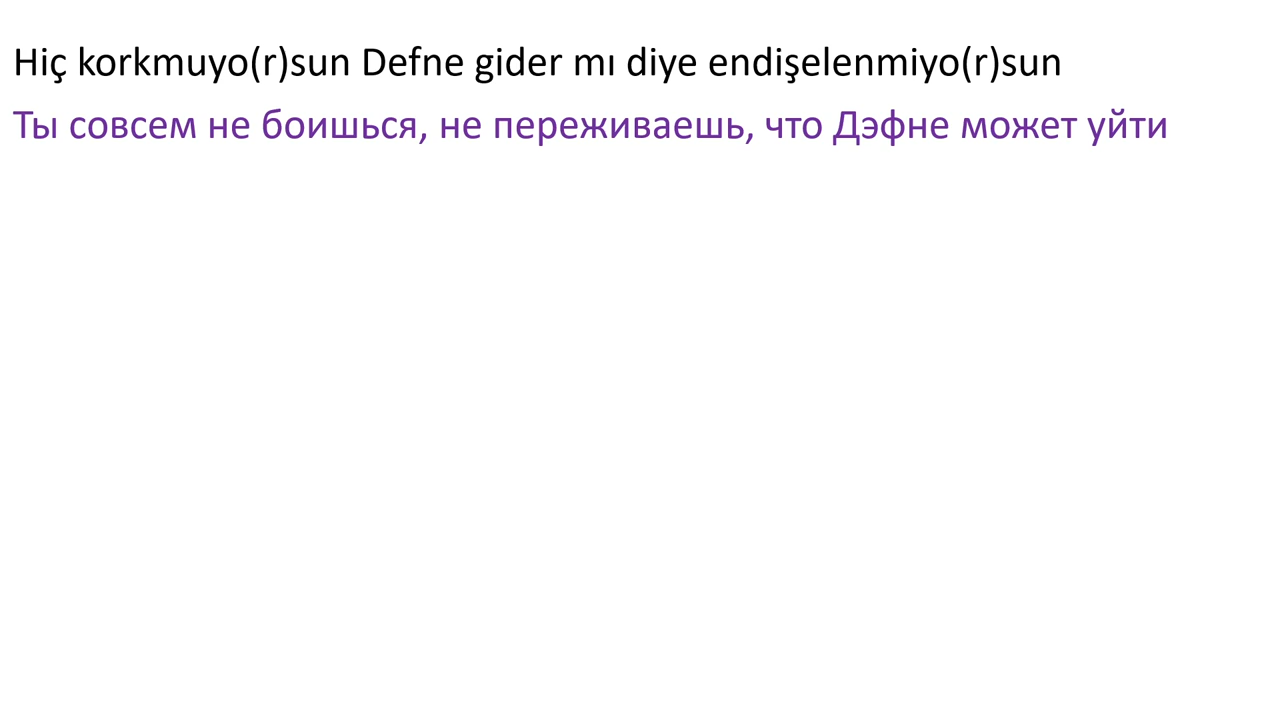 Hiç korkmuyo(r)sun Defne gider mı diye endişelenmiyo(r)sun
Ты совсем не боишься, не переживаешь, что Дэфне может уйти